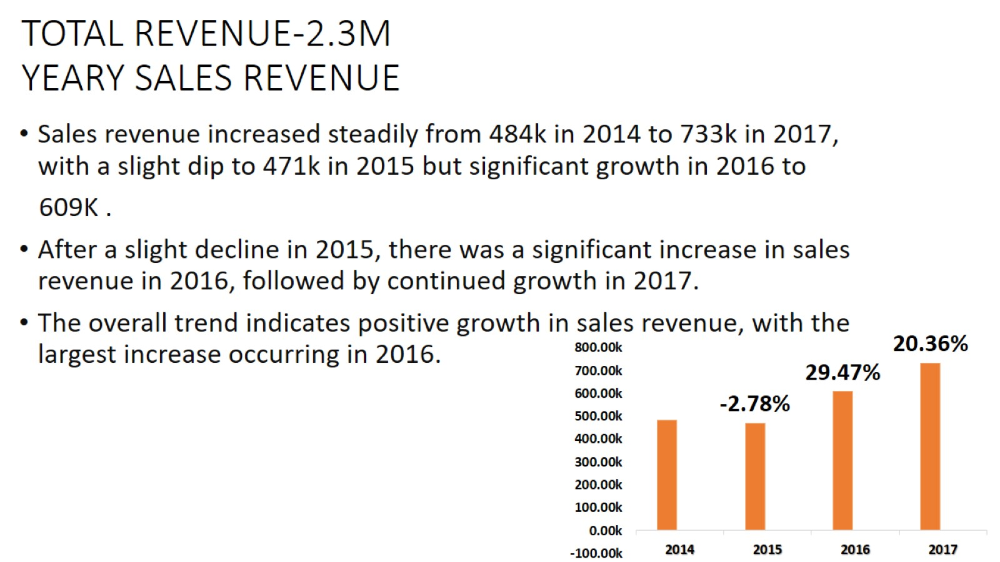 TOTAL REVENUE-2.3M
YEARY SALES REVENUE
• Sales revenue increased steadily from 484k in 2014 to 733k in 2017,
with a slight dip to 471k in 2015 but significant growth in 2016 to
609K .
• After a slight decline in 2015, there was a significant increase in sales
revenue in 2016, followed by continued growth in 2017.
• The overall trend indicates positive growth in sales revenue, with the
largest increase occurring in 2016.
800.00k
700.00k
600.00k
500.00k
400.00k
300.00k
200.00k
100.00k
0.00k
-100.00k
-2.78%
29.47%
20.36%
2014 2015 2016 2017